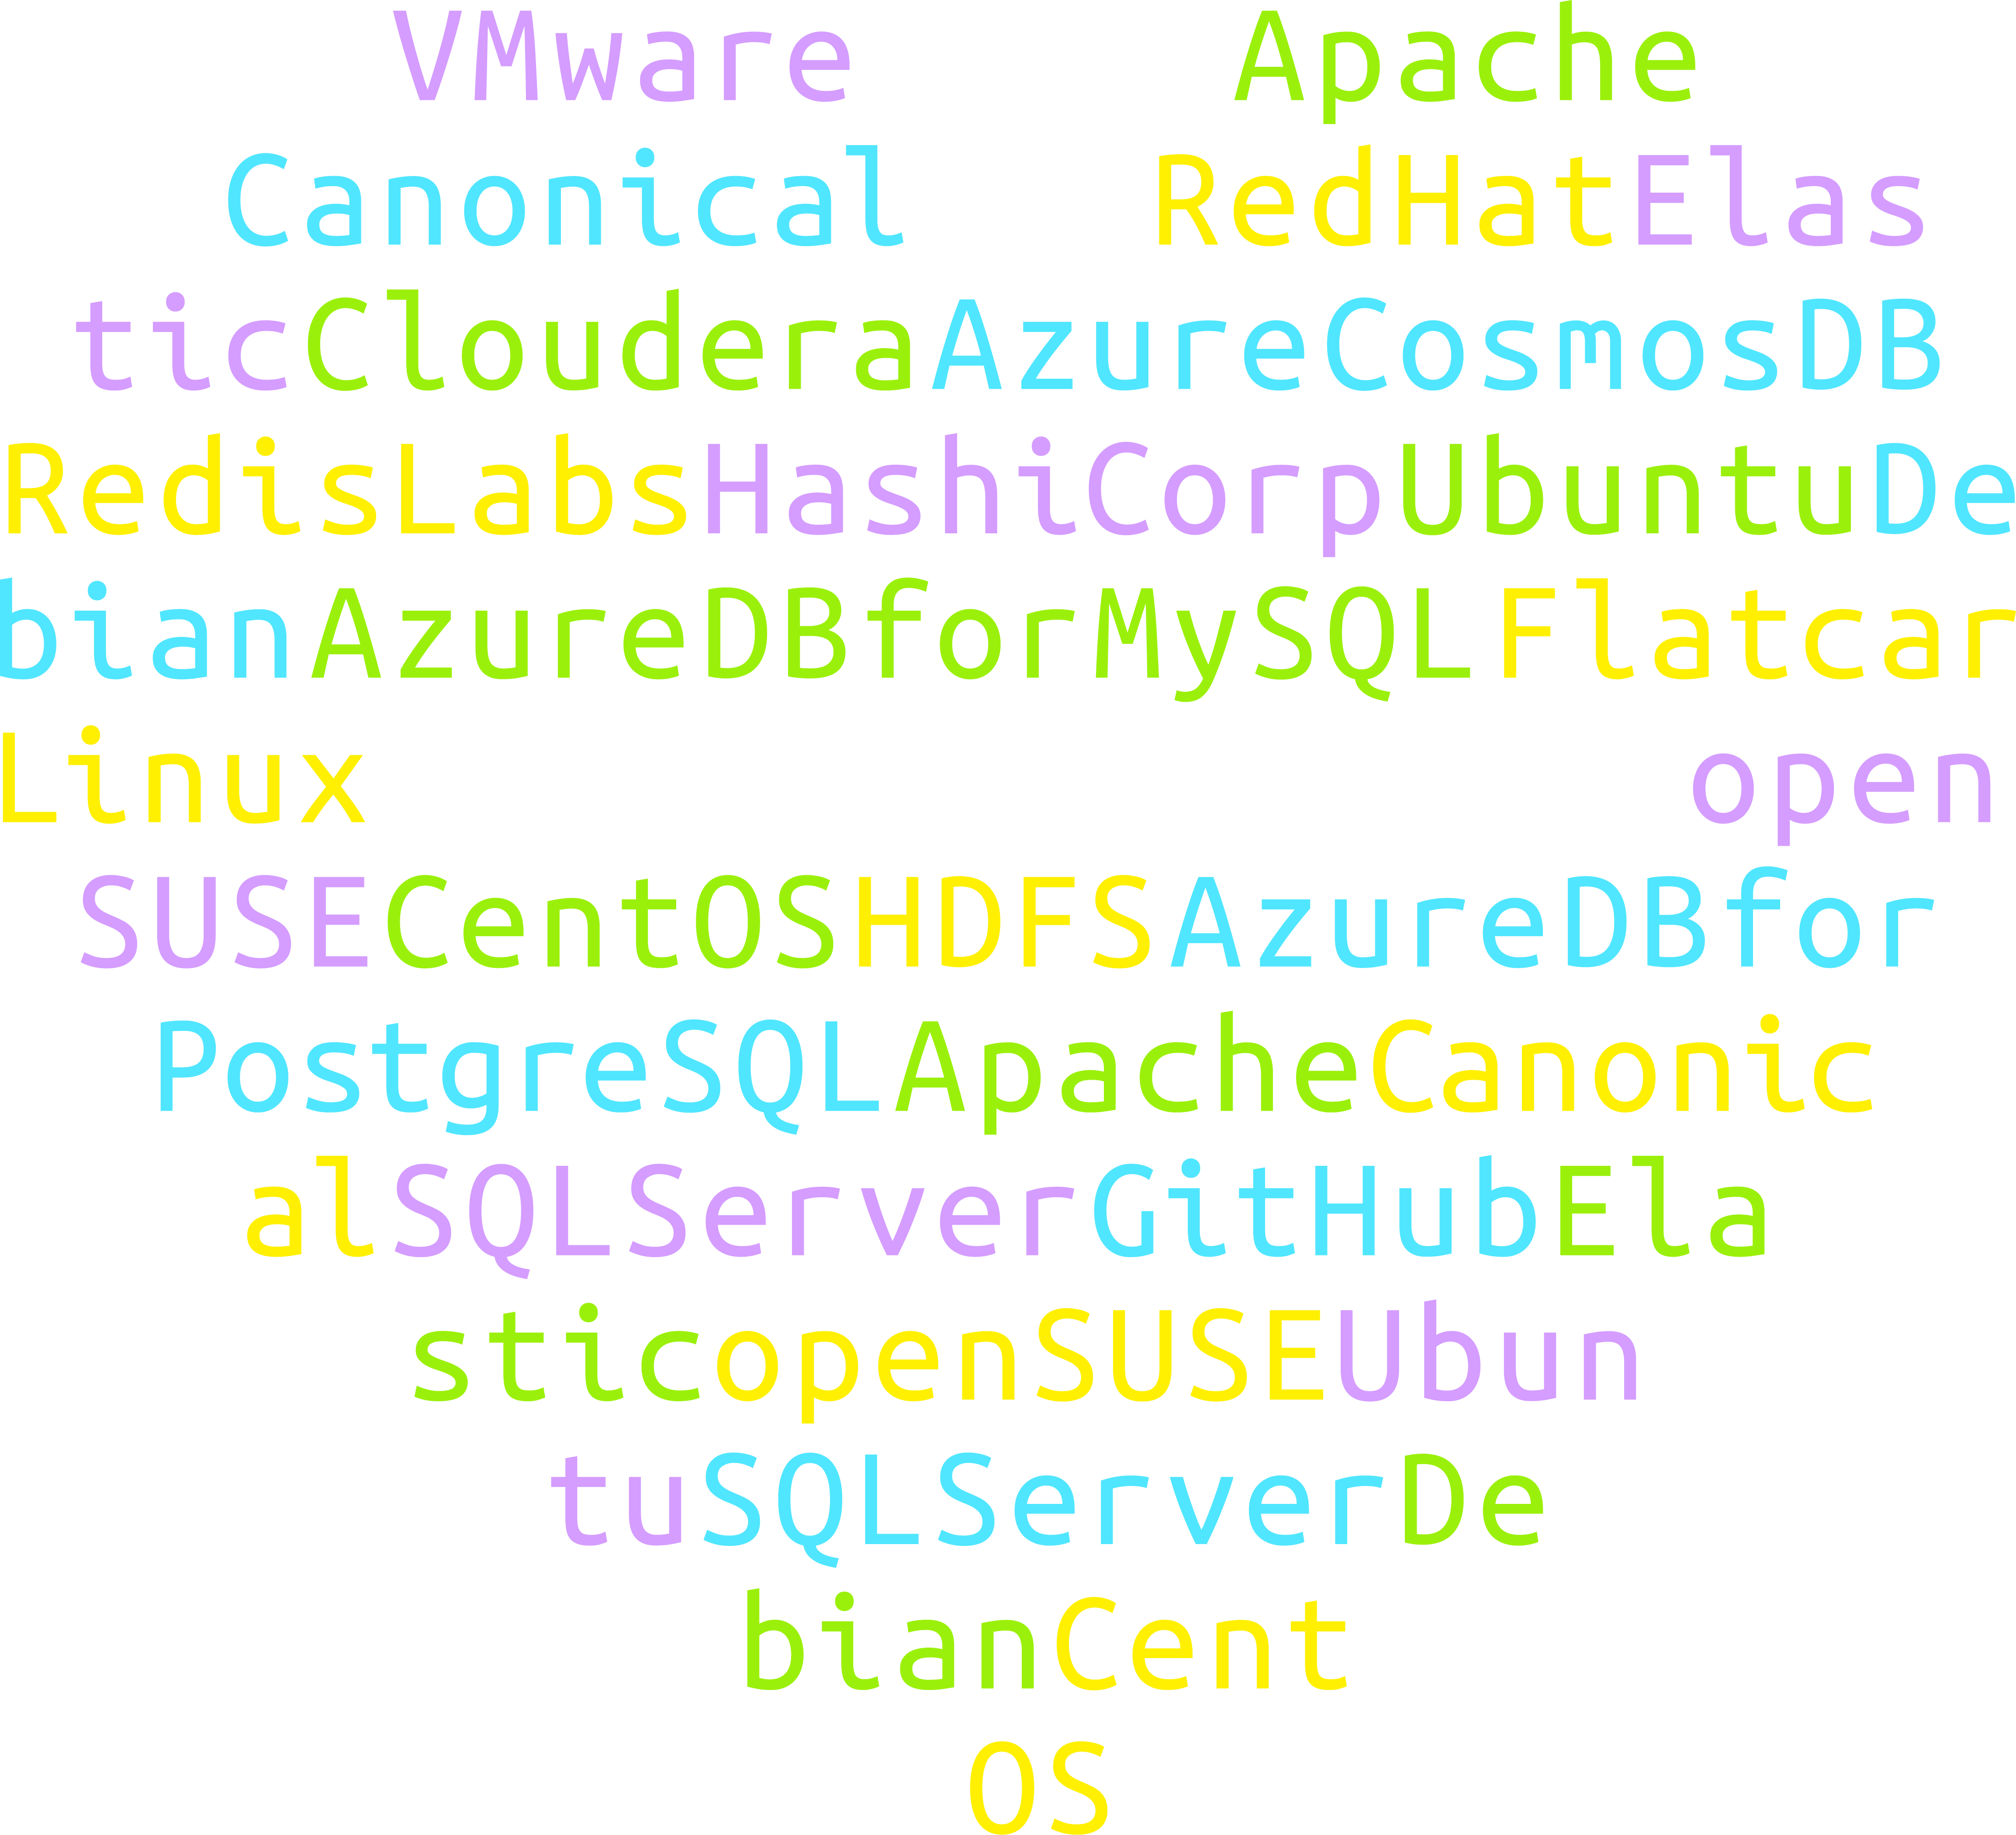 VMware Apache
Canonical RedHatElas
ticClouderaAzureCosmosDB
RedisLabsHashiCorpUbuntuDe
bianAzureDBforMySQLFlatcar
Linux open
SUSECentOSHDFSAzureDBfor
PostgreSQLApacheCanonic
alSQLServerGitHubEla
sticopenSUSEUbun
tuSQLServerDe
bianCent
OS